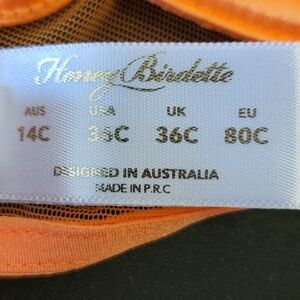 Honey Birdette
AUS USA UK EU
14C 36C 36C 80C
DESIGNED IN AUSTRALIA
MADE IN P.R.C